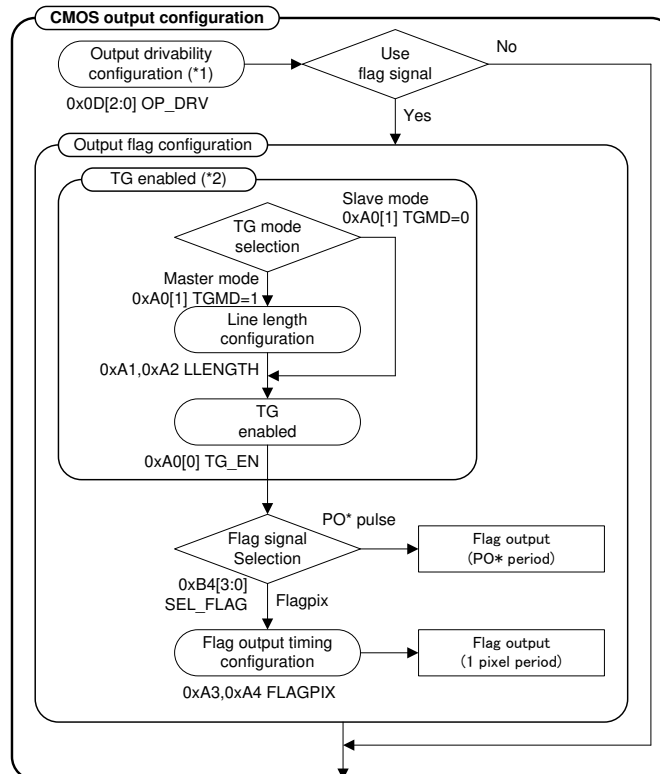 CMOS output configuration
Output drivability
configuration (*1)
0x0D[2:0] OP_DRV
Use
flag signal
No
Yes
Output flag configuration
TG enabled (*2)
Slave mode
0xA0[1] TGMD=0
TG mode
selection
Master mode
0xA0[1] TGMD=1
Line length
configuration
0xA1,0xA2 LLENGTH
TG
enabled
0xA0[0] TG_EN
PO* pulse
Flag signal
Selection
Flag output
(PO* period)
0xB4[3:0]
SEL_FLAG
Flagpix
Flag output timing
configuration
Flag output
(1 pixel period)
0xA3,0xA4 FLAGPIX